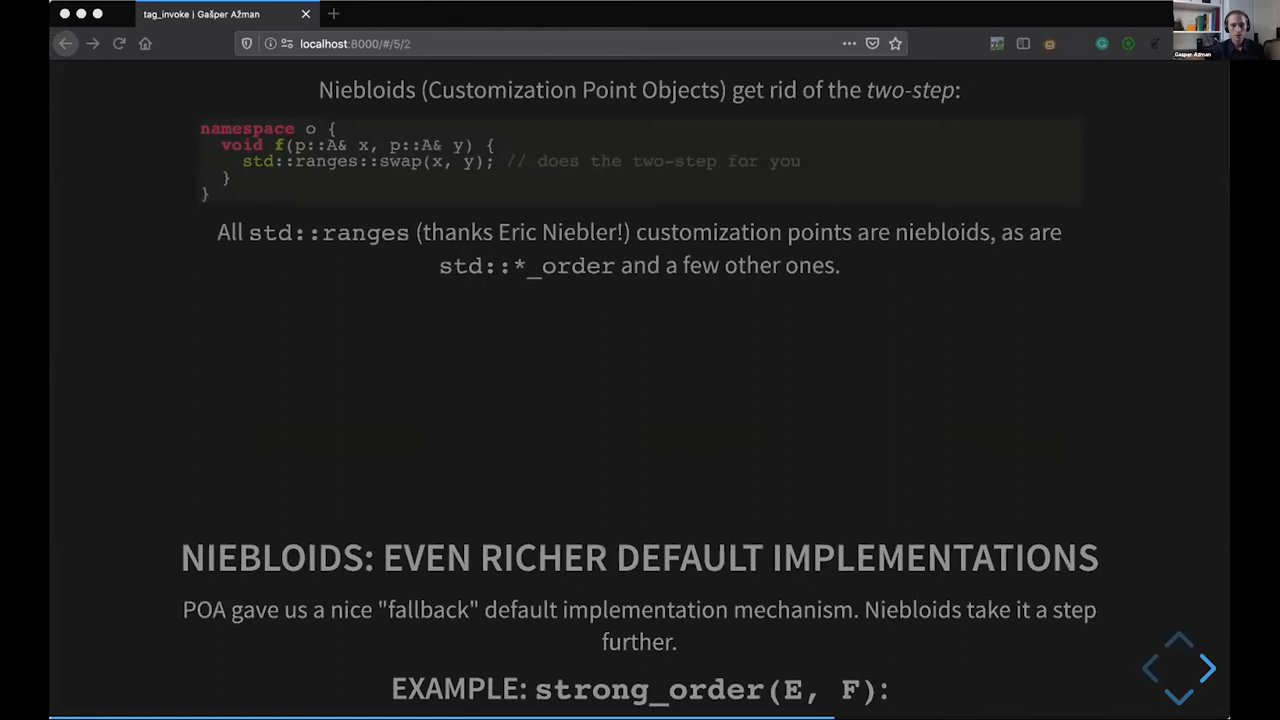 tag_invoke | Gašper Ažman
localhost:8000/#/5/2
Gašper Ažman
Niebloids (Customization Point Objects) get rid of the two-step:
namespace o {
  void f(p::A& x, p::A& y) {
    std::ranges::swap(x, y); // does the two-step for you
  }
}
All std::ranges (thanks Eric Niebler!) customization points are niebloids, as are
std::*_order and a few other ones.
NIEBLOIDS: EVEN RICHER DEFAULT IMPLEMENTATIONS
POA gave us a nice "fallback" default implementation mechanism. Niebloids take it a step
further.
EXAMPLE: strong_order(E, F):